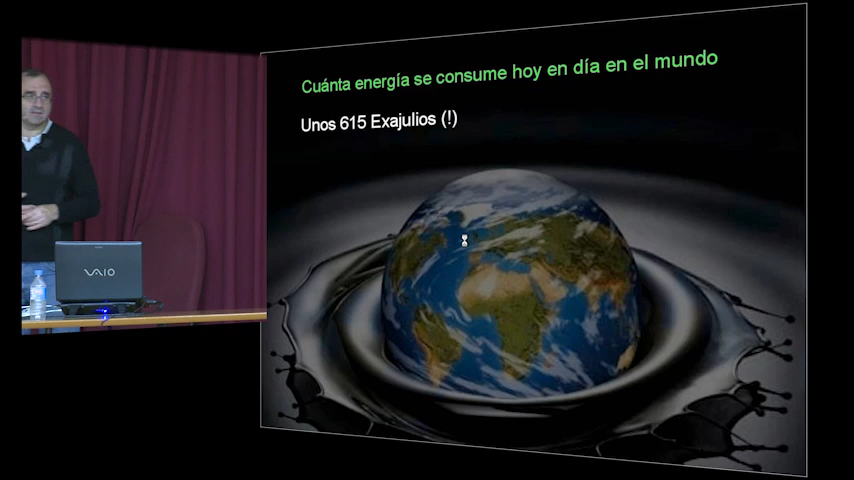 Cuánta energía se consume hoy en día en el mundo
Unos 615 Exajulios (!)
VAIO